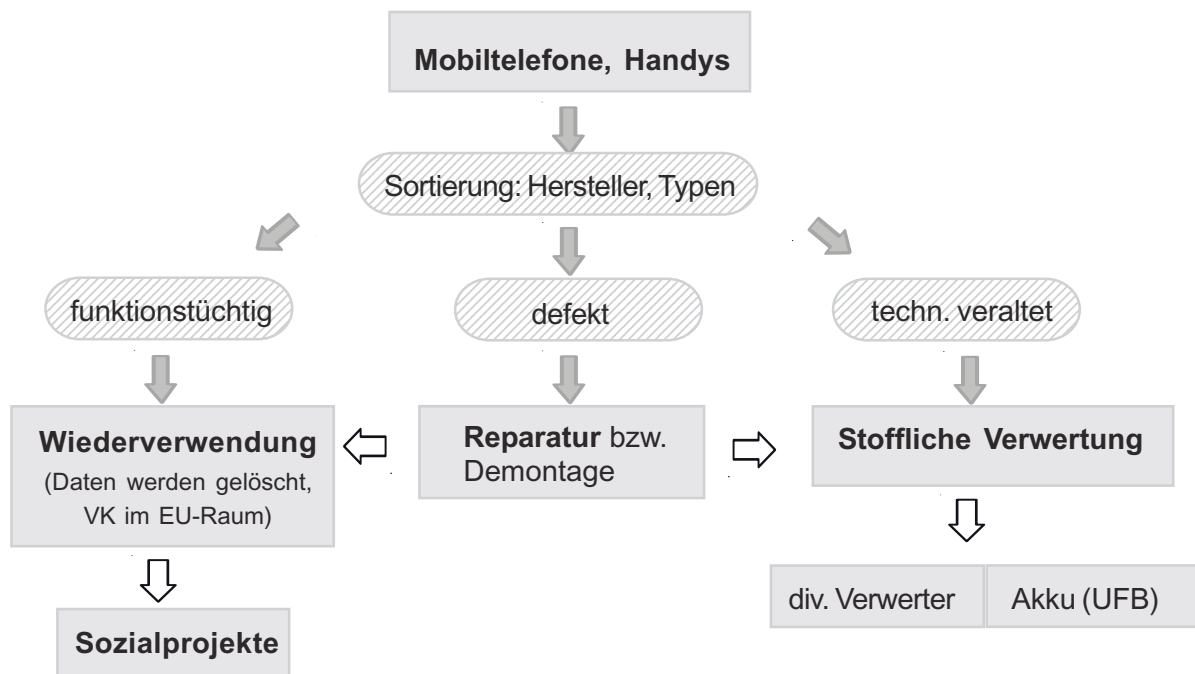 Mobiltelefone, Handys
Sortierung: Hersteller, Typen
funktionstüchtig
defekt
techn. veraltet
Wiederverwendung
(Daten werden gelöscht,
VK im EU-Raum)
Reparatur bzw.
Demontage
Stoffliche Verwertung
Sozialprojekte
div. Verwerter
Akku (UFB)